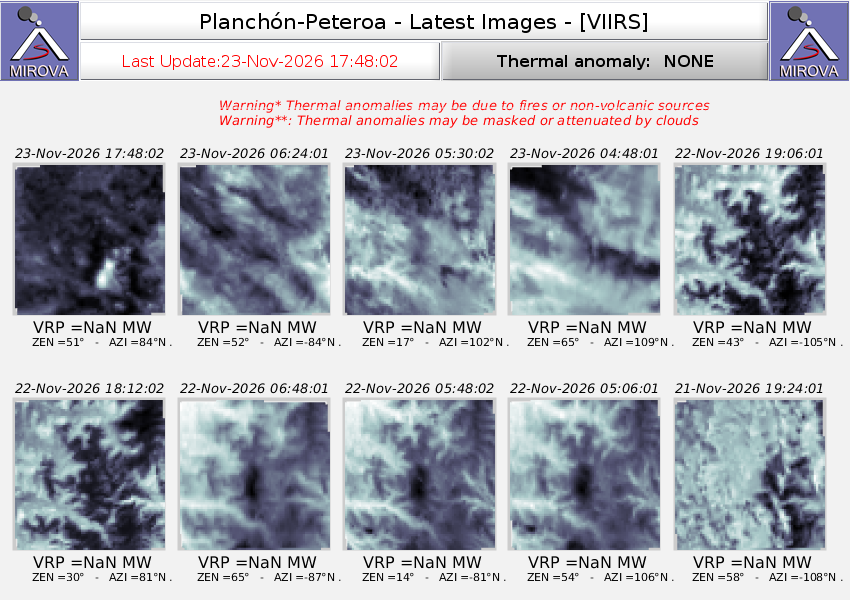 Planchón-Peteroa - Latest Images - [VIIRS]
MIROVA
Last Update:23-Nov-2026 17:48:02
Thermal anomaly: NONE
MIROVA
Warning* Thermal anomalies may be due to fires or non-volcanic sources
Warning**: Thermal anomalies may be masked or attenuated by clouds
23-Nov-2026 17:48:02 23-Nov-2026 06:24:01 23-Nov-2026 05:30:02 23-Nov-2026 04:48:01 22-Nov-2026 19:06:01
VRP =NaN MW VRP =NaN MW VRP =NaN MW VRP =NaN MW VRP =NaN MW
ZEN =51° - AZI =84°N . ZEN =52° - AZI =-84°N . ZEN =17° - AZI =102°N . ZEN =65° - AZI =109°N . ZEN =43° - AZI =-105°N .
22-Nov-2026 18:12:02 22-Nov-2026 06:48:01 22-Nov-2026 05:48:02 22-Nov-2026 05:06:01 21-Nov-2026 19:24:01
VRP =NaN MW VRP =NaN MW VRP =NaN MW VRP =NaN MW VRP =NaN MW
ZEN =30° - AZI =81°N . ZEN =65° - AZI =-87°N . ZEN =14° - AZI =-81°N . ZEN =54° - AZI =106°N . ZEN =58° - AZI =-108°N .